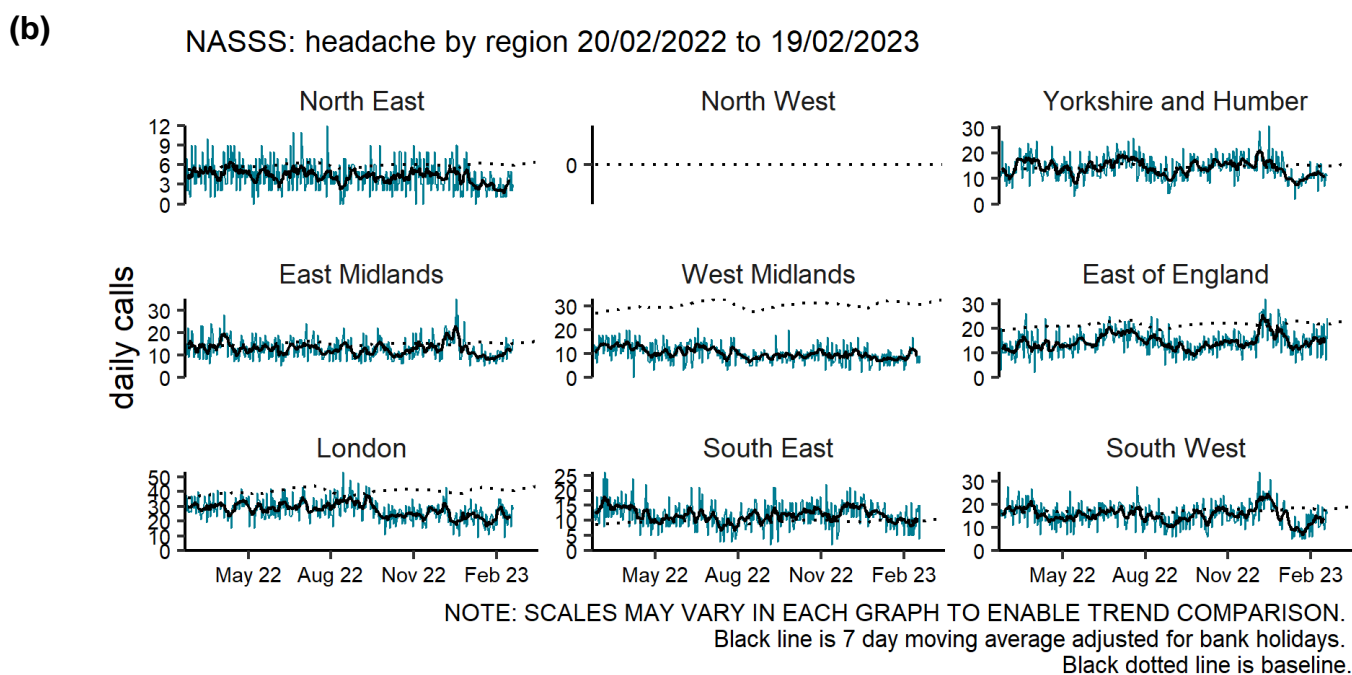 (b)
NASSS: headache by region 20/02/2022 to 19/02/2023
North East
North West
Yorkshire and Humber
12
9
6
3
0
0
30
20
10
0
East Midlands
West Midlands
East of England
daily calls
30
20
10
0
30
20
10
0
30
20
10
0
London
South East
South West
50
40
30
20
10
0
25
20
15
10
5
0
30
20
10
0
May 22 Aug 22 Nov 22 Feb 23
May 22 Aug 22 Nov 22 Feb 23
May 22 Aug 22 Nov 22 Feb 23
NOTE: SCALES MAY VARY IN EACH GRAPH TO ENABLE TREND COMPARISON.
Black line is 7 day moving average adjusted for bank holidays.
Black dotted line is baseline.